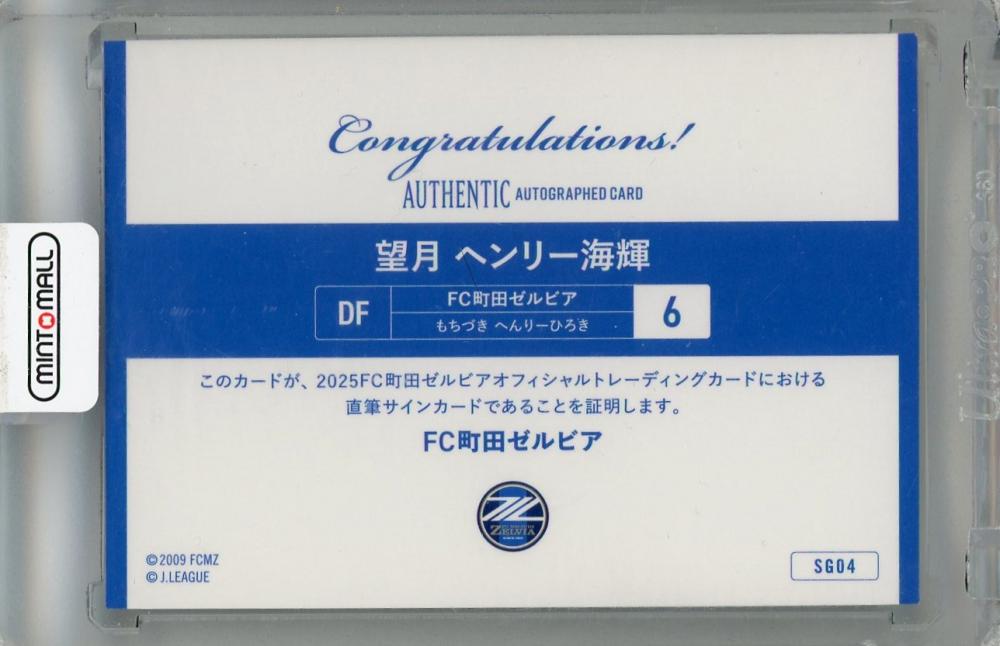 Congratulations!
AUTHENTIC AUTOGRAPHED CARD
望月 ヘンリー海輝
DF
FC町田ゼルビア
もちづき へんりーひろき
6
このカードが、2025FC町田ゼルビアオフィシャルトレーディングカードにおける
直筆サインカードであることを証明します。
FC町田ゼルビア
ZELVIA
©2009 FCMZ
© J.LEAGUE
SG04
MINTOMALL